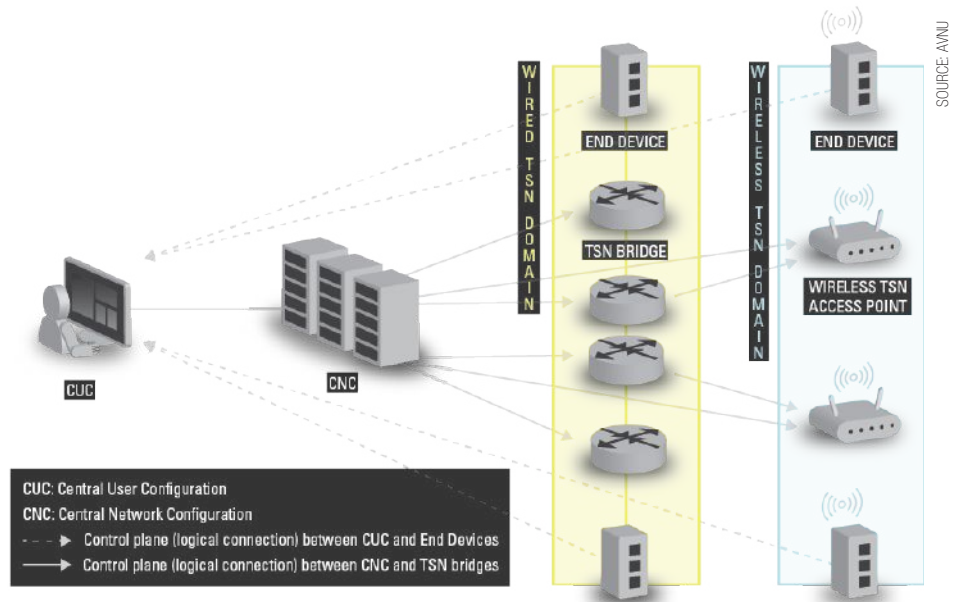 SOURCE: AVNU
WIRED TSN DOMAIN
END DEVICE
TSN BRIDGE
WIRELESS TSN DOMAIN
END DEVICE
WIRELESS TSN
ACCESS POINT
CUC
CNC
CUC: Central User Configuration
CNC: Central Network Configuration
Control plane (logical connection) between CUC and End Devices
Control plane (logical connection) between CNC and TSN bridges